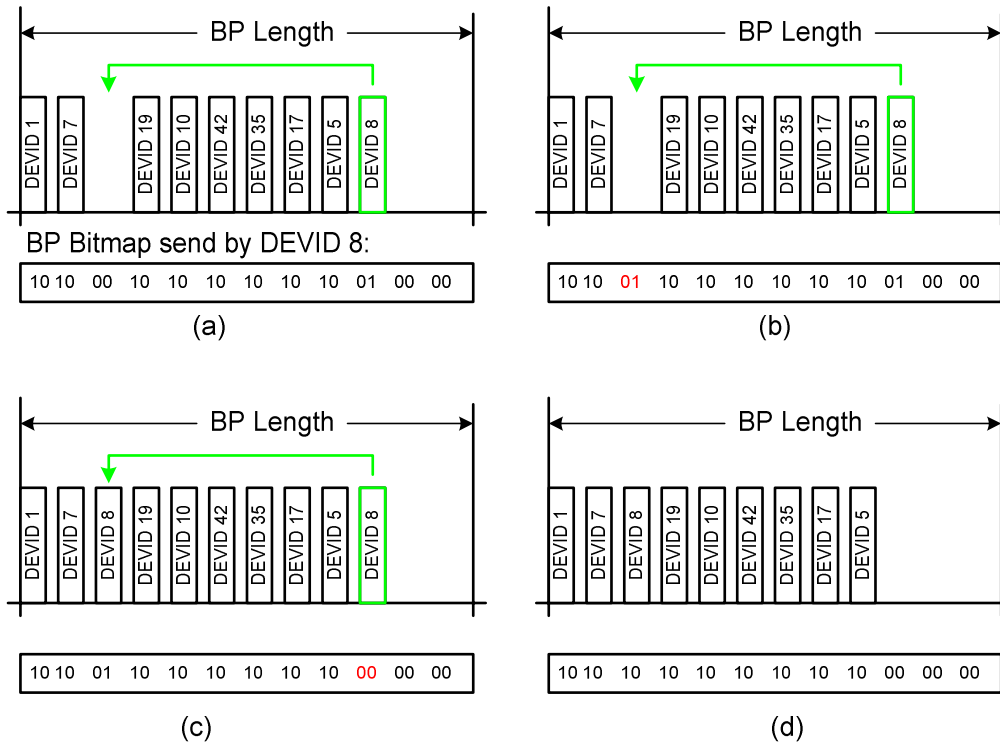 BP Length
DEVID 1 DEVID 7 DEVID 19 DEVID 10 DEVID 42 DEVID 35 DEVID 17 DEVID 5 DEVID 8
BP Bitmap send by DEVID 8:
10 10 00 10 10 10 10 10 10 01 00 00
(a)
BP Length
DEVID 1 DEVID 7 DEVID 19 DEVID 10 DEVID 42 DEVID 35 DEVID 17 DEVID 5 DEVID 8
10 10 01 10 10 10 10 10 10 01 00 00
(b)
BP Length
DEVID 1 DEVID 7 DEVID 8 DEVID 19 DEVID 10 DEVID 42 DEVID 35 DEVID 17 DEVID 5 DEVID 8
10 10 01 10 10 10 10 10 10 00 00 00
(c)
BP Length
DEVID 1 DEVID 7 DEVID 8 DEVID 19 DEVID 10 DEVID 42 DEVID 35 DEVID 17 DEVID 5
10 10 10 10 10 10 10 10 10 00 00 00
(d)